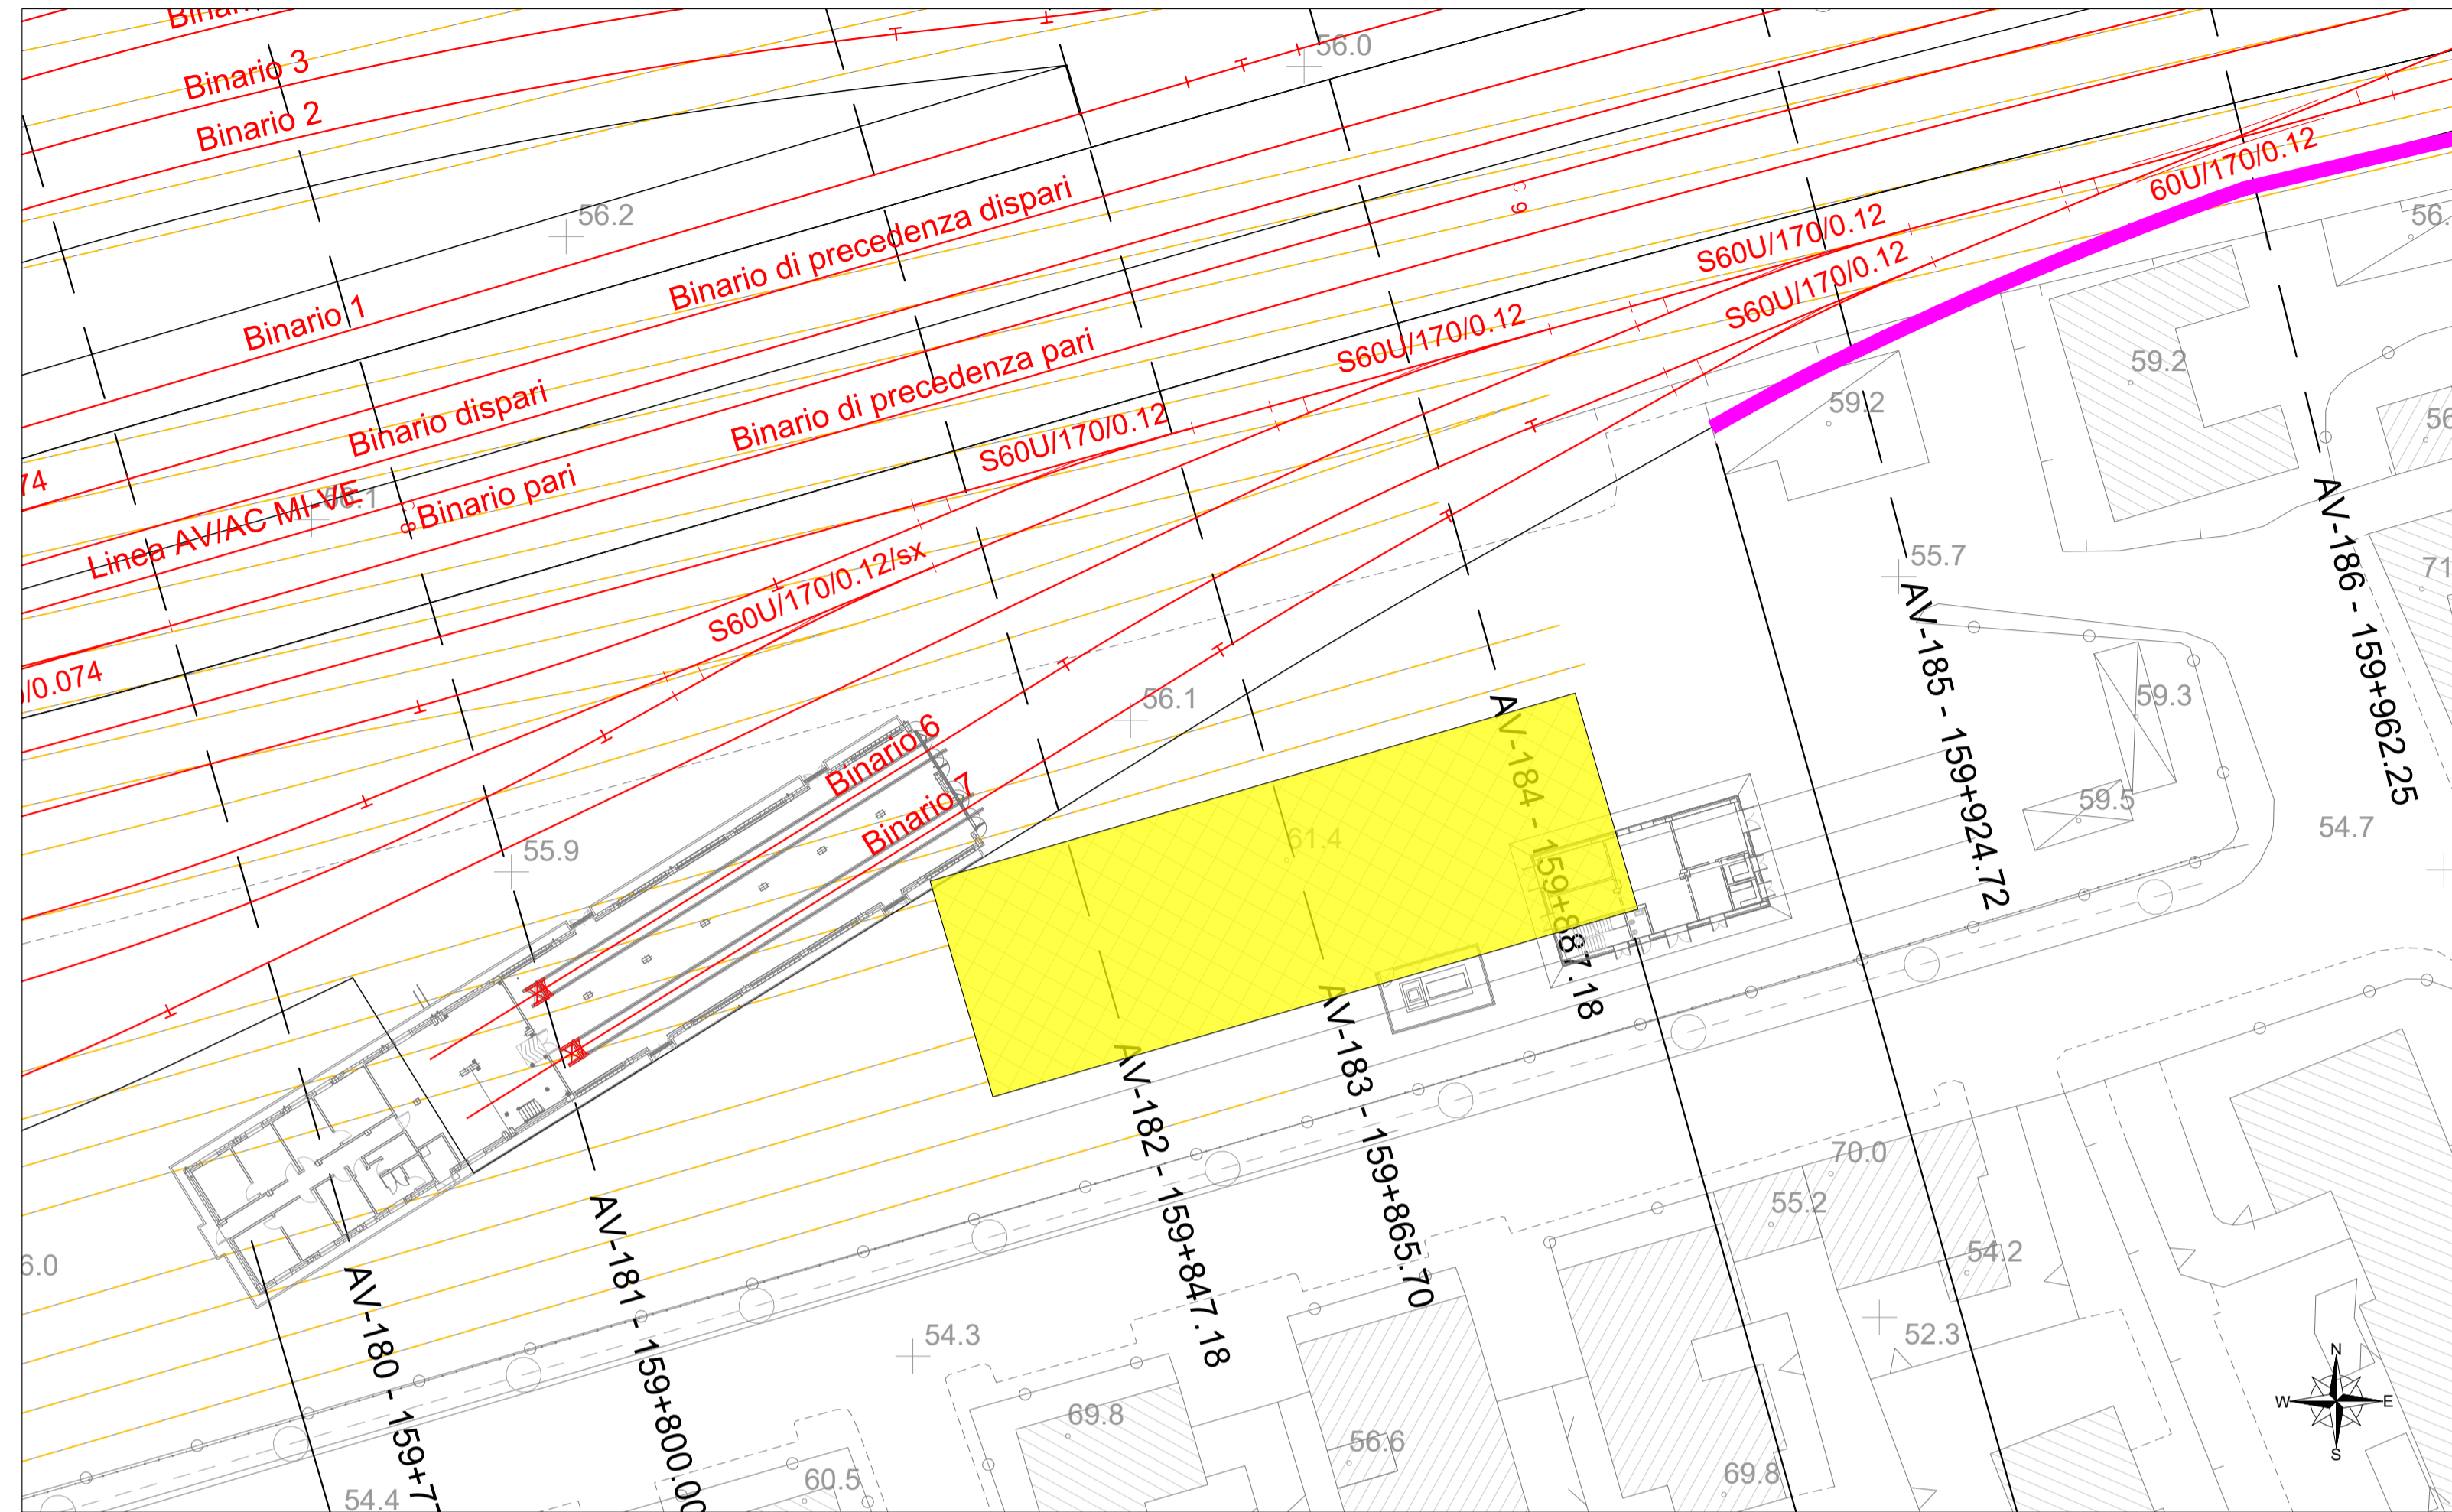 Binario 3
Binario 2
56.0
56.2
Binario 1
Binario di precedenza dispari
C 9
60U/170/0.12
S60U/170/0.12
S60U/170/0.12
S60U/170/0.12
S60U/170/0.12
Binario dispari
Binario di precedenza pari
Binario pari
Linea AV/AC MI-VE
S60U/170/0.12/sx
59.2
59.2
55.7
56.1
55.9
59.3
59.5
54.7
61.4
Binario 6
Binario 7
AV-186 - 159+962.25
AV-185 - 159+924.72
AV-184 - 159+887.18
AV-183 - 159+865.70
AV-182 - 159+847.18
AV-181 - 159+800.00
AV-180 - 159+7
70.0
55.2
54.2
52.3
54.3
69.8
56.6
69.8
60.5
54.4
N
W
E
S